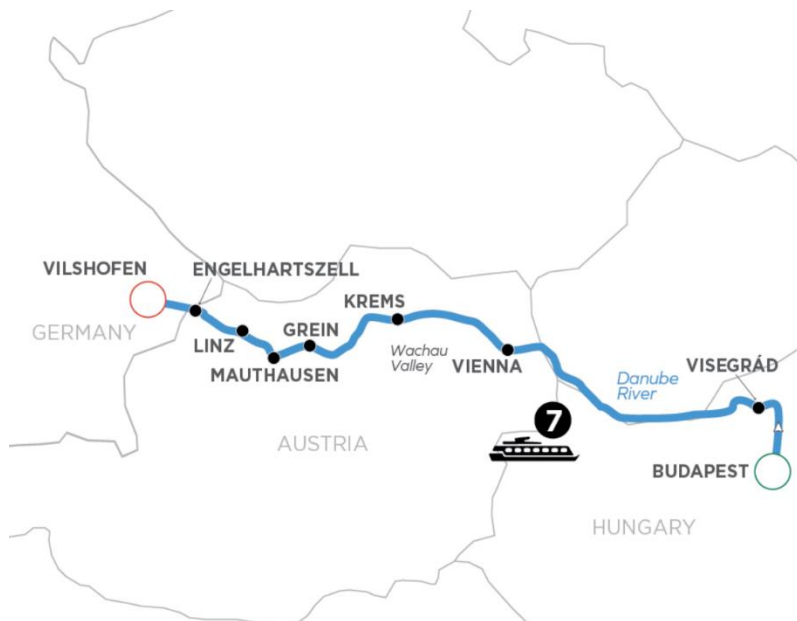 VILSHOFEN
ENGELHARTSZELL
GERMANY
LINZ
MAUTHAUSEN
GREIN
KREMS
Wachau
Valley
VIENNA
AUSTRIA
7
Danube
River
VISEGRÁD
BUDAPEST
HUNGARY